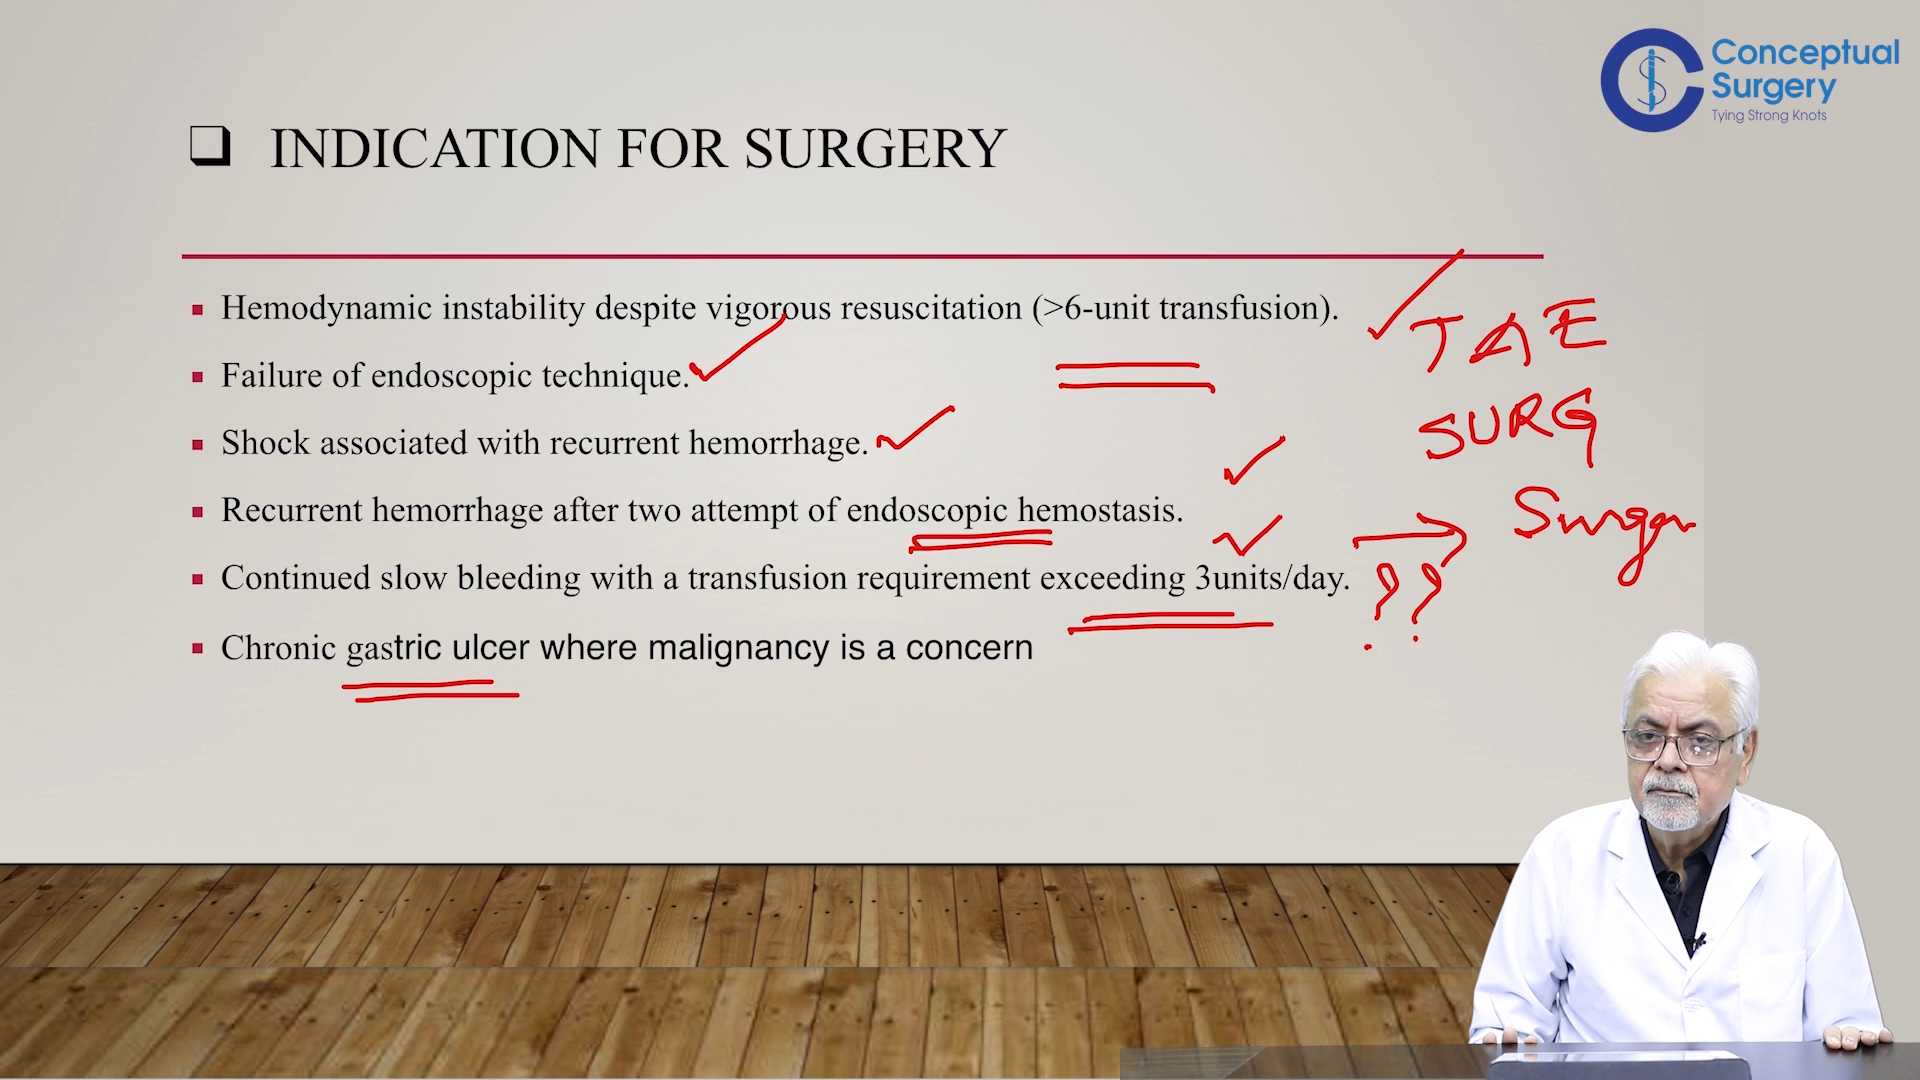 Conceptual
Surgery
Tying Strong Knots
INDICATION FOR SURGERY
Hemodynamic instability despite vigorous resuscitation (>6-unit transfusion).
TAE
Failure of endoscopic technique.
SURG
Shock associated with recurrent hemorrhage.
Recurrent hemorrhage after two attempt of endoscopic hemostasis.
Continued slow bleeding with a transfusion requirement exceeding 3units/day.
??
Chronic gastric ulcer where malignancy is a concern